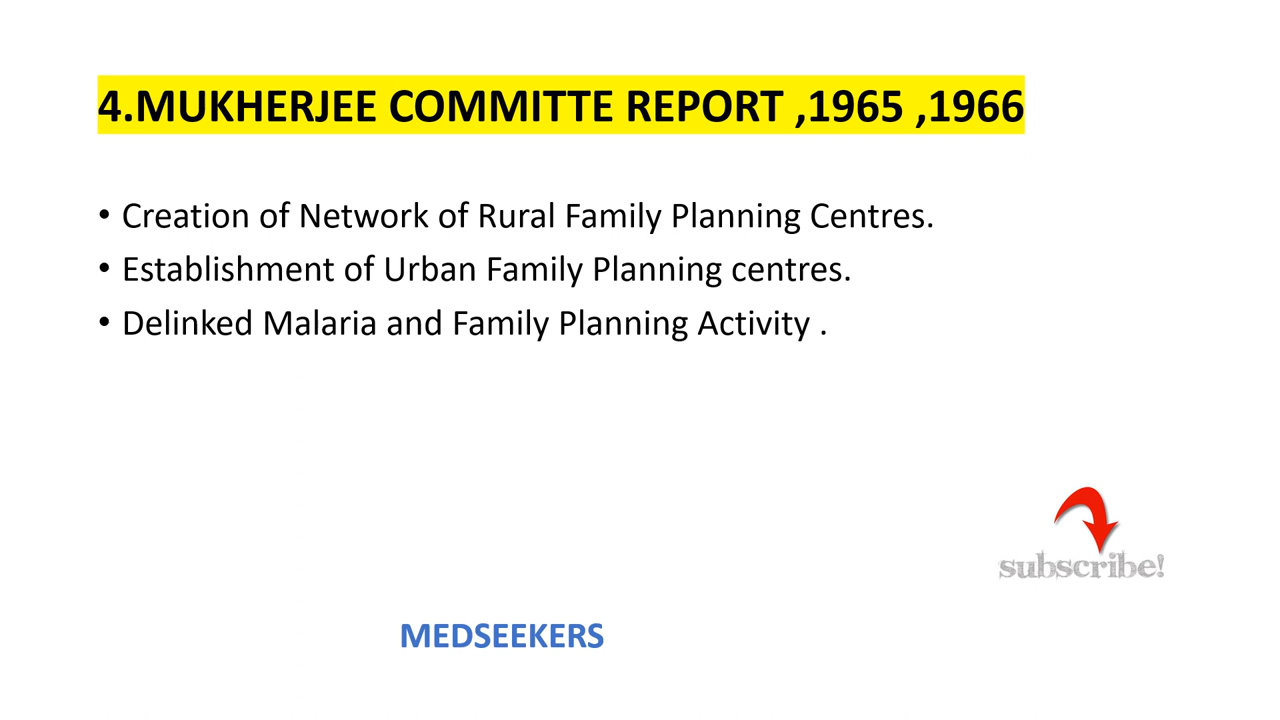 4.MUKHERJEE COMMITTE REPORT ,1965 ,1966
• Creation of Network of Rural Family Planning Centres.
• Establishment of Urban Family Planning centres.
• Delinked Malaria and Family Planning Activity .
subscribe!
MEDSEEKERS